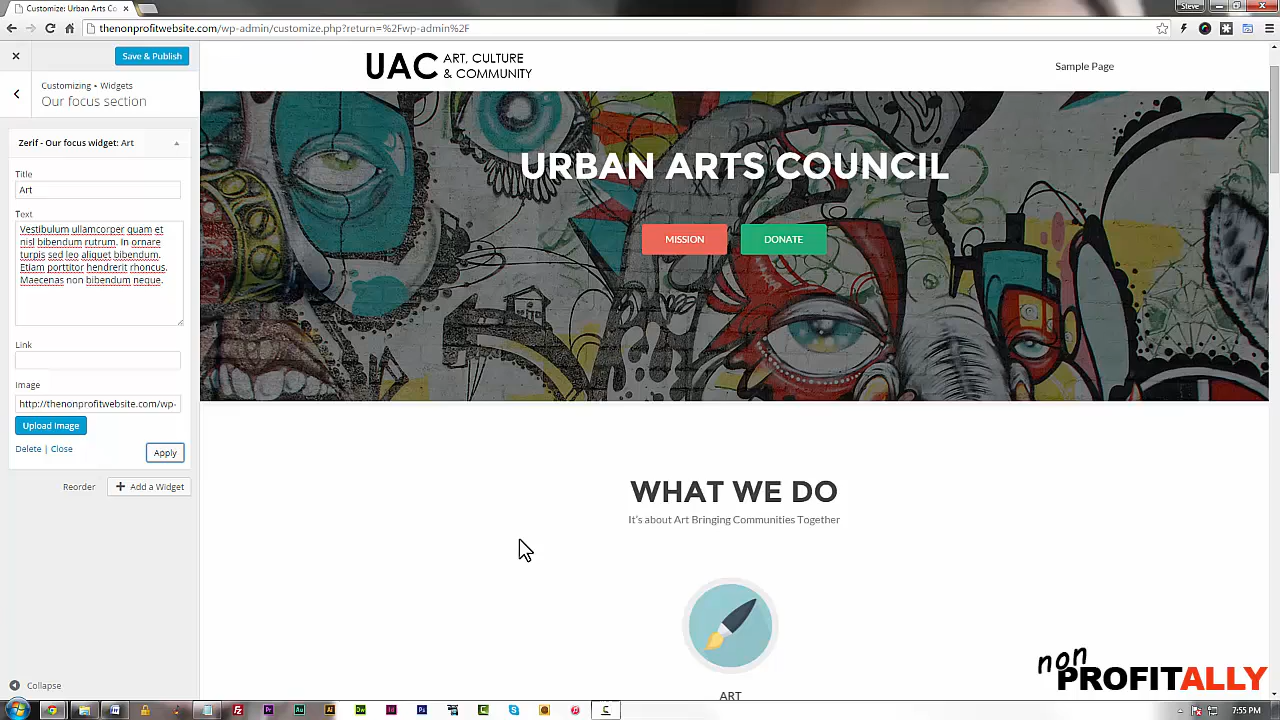 Customize: Urban Arts Co
Steve
thenonprofitwebsite.com/wp-admin/customize.php?return=%2Fwp-admin%2F
Save & Publish
Customizing • Widgets
Our focus section
Zerif - Our focus widget: Art
Title
Art
Text
Vestibulum ullamcorper quam et
nisl bibendum dictum. In ornare
turpis sed leo aliquet bibendum.
Etiam porttitor hendrerit rhoncus.
Maecenas non bibendum neque.
Link
Image
http://thenonprofitwebsite.com/wp-
Upload Image
Delete | Close
Apply
Reorder
Add a Widget
Collapse
UAC ART, CULTURE
& COMMUNITY
Sample Page
URBAN ARTS COUNCIL
MISSION
DONATE
WHAT WE DO
It's about Art Bringing Communities Together
ART
non
PROFITALLY
7:55 PM